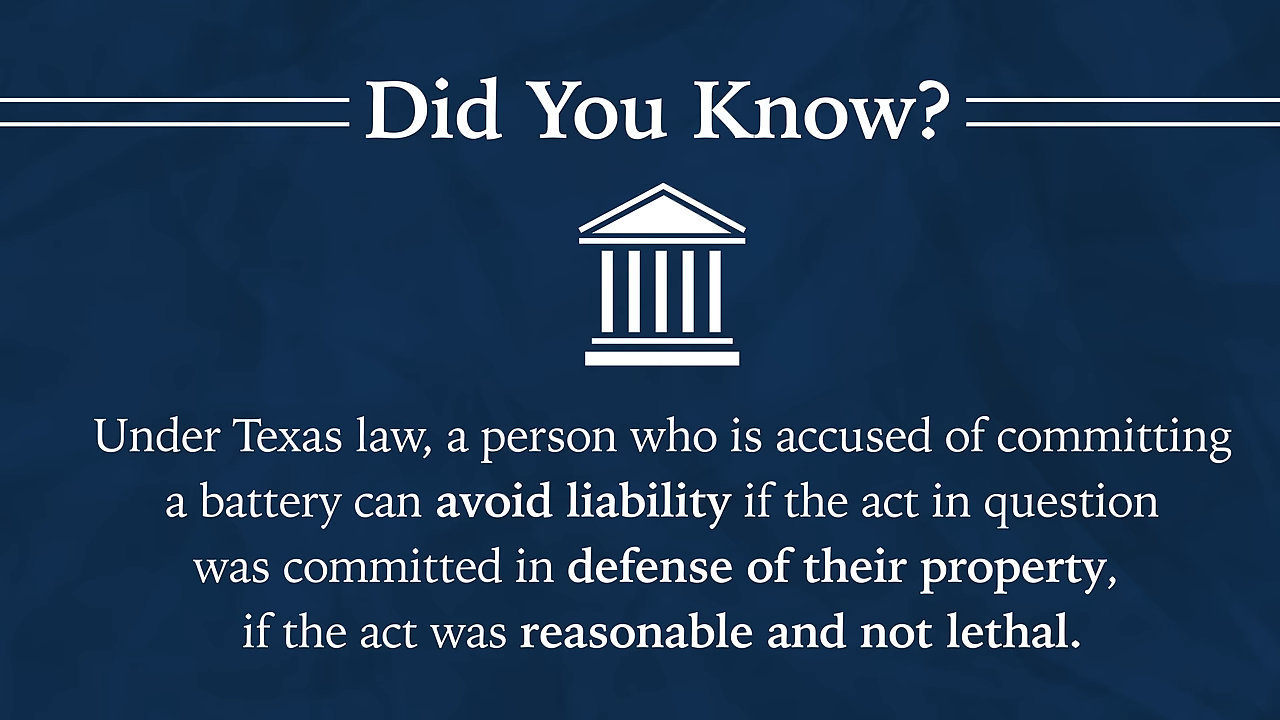 Did You Know?
Under Texas law, a person who is accused of committing
a battery can avoid liability if the act in question
was committed in defense of their property,
if the act was reasonable and not lethal.